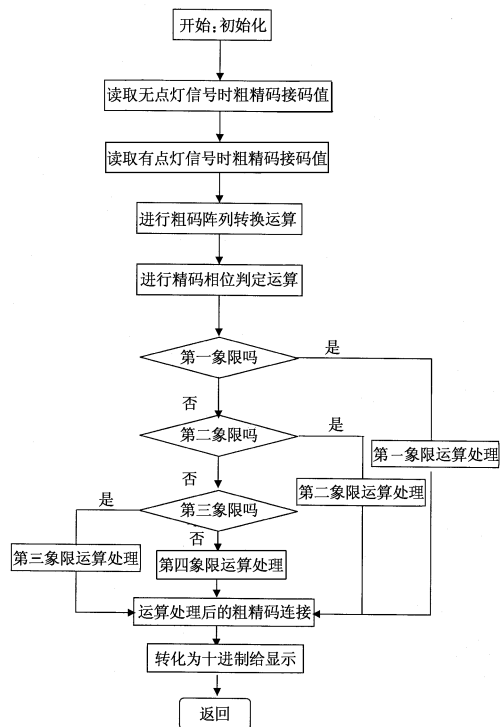 开始:初始化
读取无点灯信号时粗精码接码值
读取有点灯信号时粗精码接码值
进行粗码阵列转换运算
进行精码相位判定运算
第一象限吗
是
否
第二象限吗
是
第一象限运算处理
否
第二象限运算处理
第三象限吗
是
否
第三象限运算处理
第四象限运算处理
运算处理后的粗精码连接
转化为十进制给显示
返回